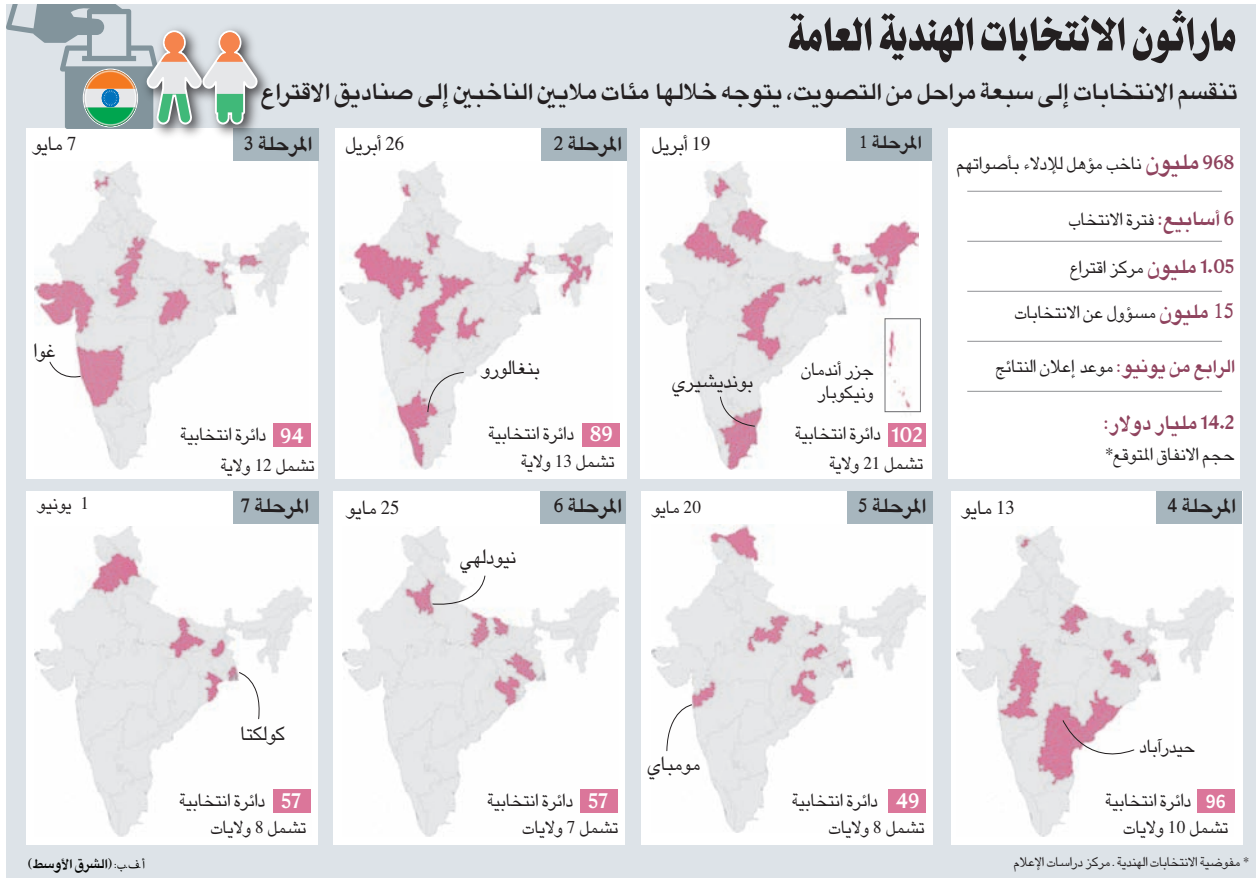 ماراثون الانتخابات الهندية العامة
تنقسم الانتخابات إلى سبعة مراحل من التصويت، يتوجه خلالها مئات ملايين الناخبين إلى صناديق الاقتراع
968 مليون ناخب مؤهل للإدلاء بأصواتهم
6 أسابيع: فترة الانتخاب
1.05 مليون مركز اقتراع
15 مليون مسؤول عن الانتخابات
الرابع من يونيو: موعد إعلان النتائج
14.2 مليار دولار:
حجم الانفاق المتوقع*
المرحلة 1
19 أبريل
جزر أندمان
ونيكوبار
بونديشيري
102 دائرة انتخابية
تشمل 21 ولاية
المرحلة 2
26 أبريل
بنغالورو
89 دائرة انتخابية
تشمل 13 ولاية
المرحلة 3
7 مايو
غوا
94 دائرة انتخابية
تشمل 12 ولاية
المرحلة 4
13 مايو
حيدرآباد
96 دائرة انتخابية
تشمل 10 ولايات
المرحلة 5
20 مايو
مومباي
49 دائرة انتخابية
تشمل 8 ولايات
المرحلة 6
25 مايو
نيودلهي
57 دائرة انتخابية
تشمل 7 ولايات
المرحلة 7
1 يونيو
كولكتا
57 دائرة انتخابية
تشمل 8 ولايات
* مفوضية الانتخابات الهندية . مركز دراسات الإعلام
أ.ف.ب: (الشرق الأوسط)